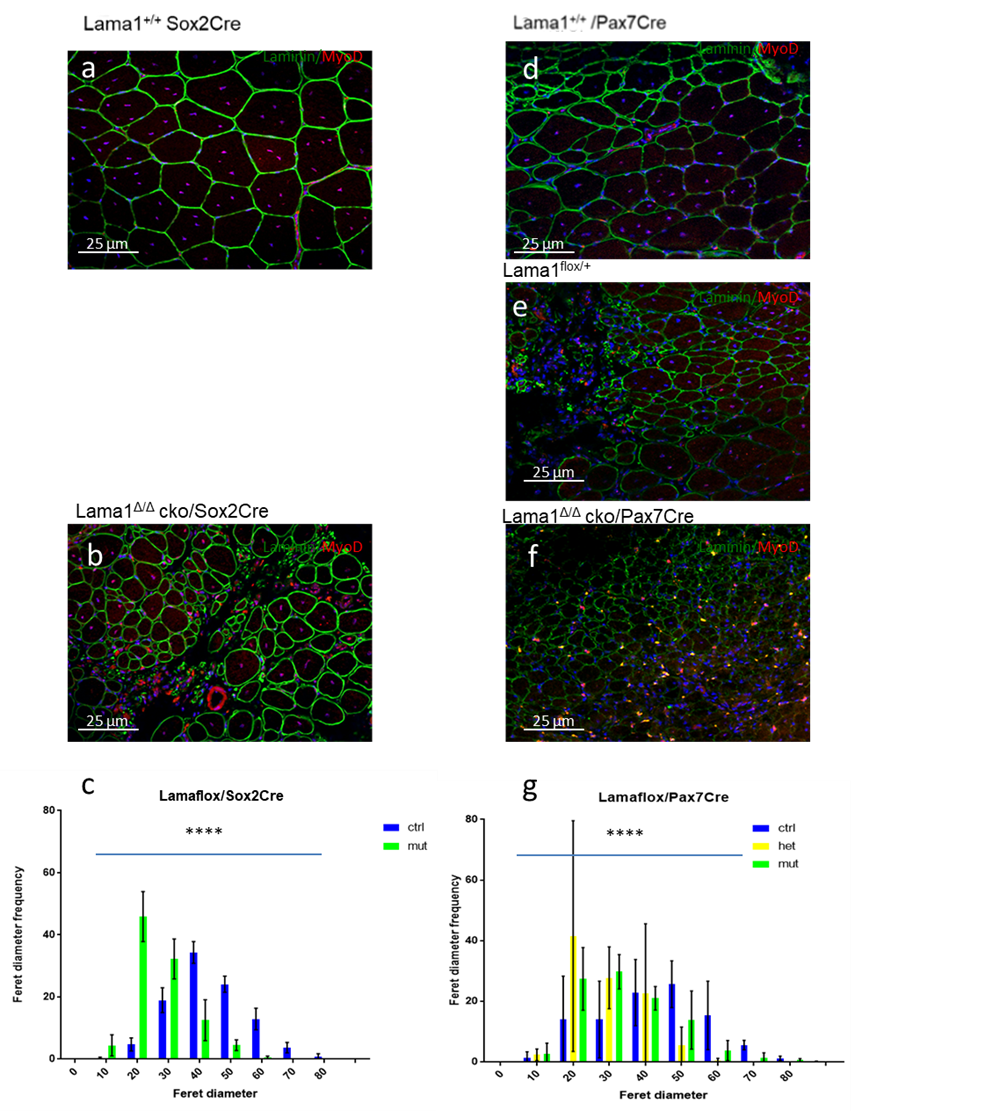 Lama1+/+ Sox2Cre
a
Laminin/MyoD
25 µm
Lama1+/+ /Pax7Cre
d
Laminin/MyoD
25 µm
Lama1flox/+
e
Laminin/MyoD
25 µm
Lama1Δ/Δ cko/Sox2Cre
b
Laminin/MyoD
25 µm
Lama1Δ/Δ cko/Pax7Cre
f
Laminin/MyoD
25 µm
c
Lamaflox/Sox2Cre
80
60
40
20
0
Feret diameter frequency
****
ctrl
mut
0 10 20 30 40 50 60 70 80
Feret diameter
g
Lamaflox/Pax7Cre
80
60
40
20
0
Feret diameter frequency
****
ctrl
het
mut
0 10 20 30 40 50 60 70 80
Feret diameter